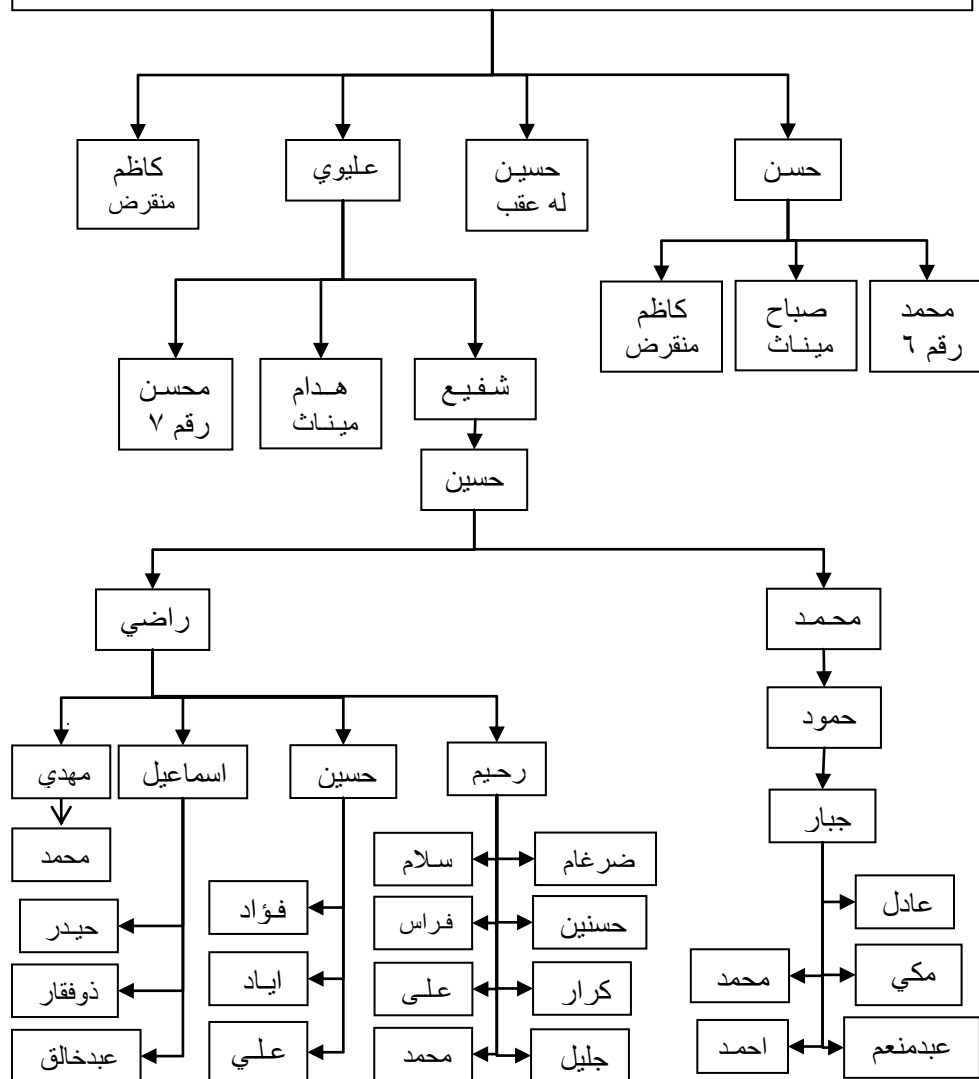 حسن
حسين
له عقب
عليوي
كاظم
منقرض
محمد
رقم ٦
صباح
ميناث
كاظم
منقرض
شفيع
هدام
ميناث
محسن
رقم ٧
حسين
محمد
راضي
حمود
رحيم
حسين
اسماعيل
مهدي
جبار
محمد
ضرغام
سلام
عادل
حسنين
فراس
فؤاد
حيدر
مكي
محمد
كرار
على
اياد
ذوفقار
عبدمنعم
احمد
جليل
محمد
علي
عبدخالق